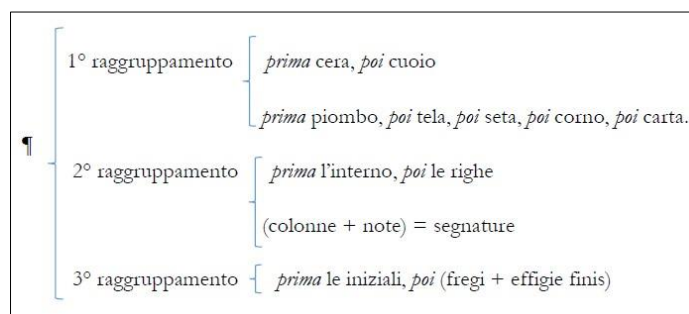 1° raggruppamento prima cera, poi cuoio
prima piombo, poi tela, poi seta, poi corno, poi carta.
¶
2° raggruppamento prima l'interno, poi le righe
(colonne + note) = segnature
3° raggruppamento prima le iniziali, poi (fregi + effigie finis)